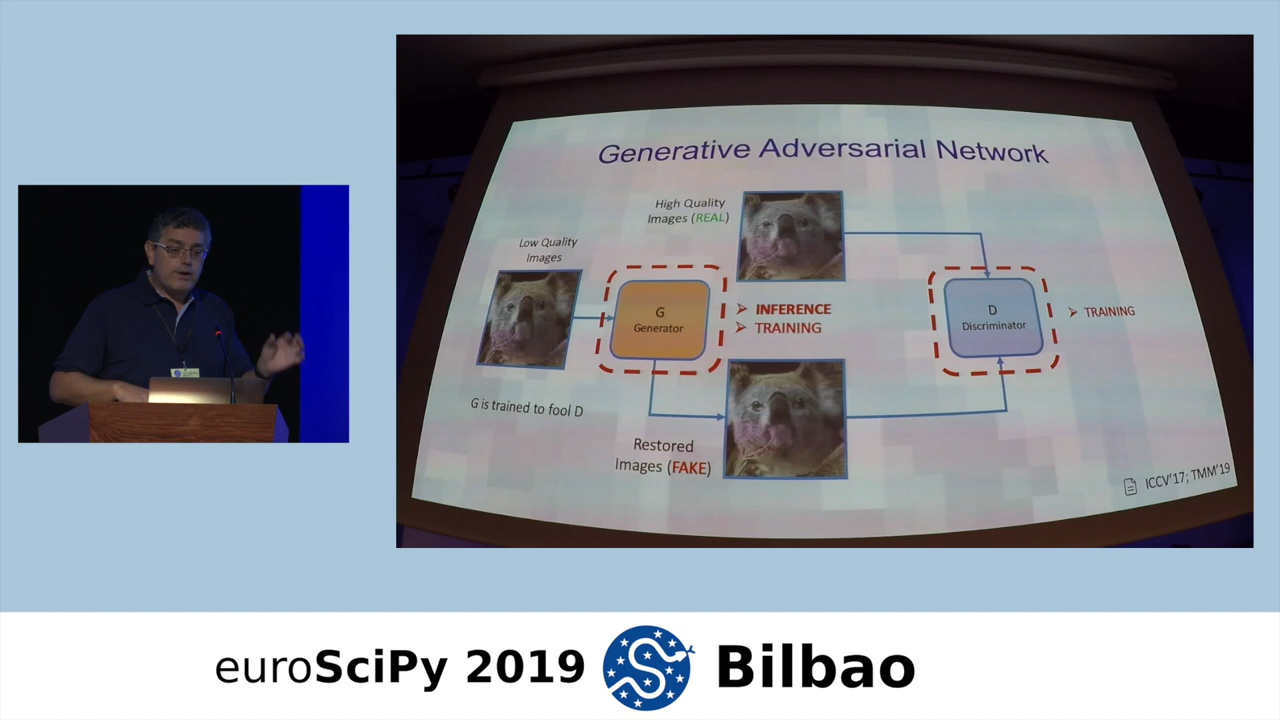 Generative Adversarial Network
High Quality
Images (REAL)
Low Quality
Images
G
Generator
➢ INFERENCE
➢ TRAINING
D
Discriminator
➢ TRAINING
G is trained to fool D
Restored
Images (FAKE)
ICCV'17; TMM'19
euroSciPy 2019 Bilbao